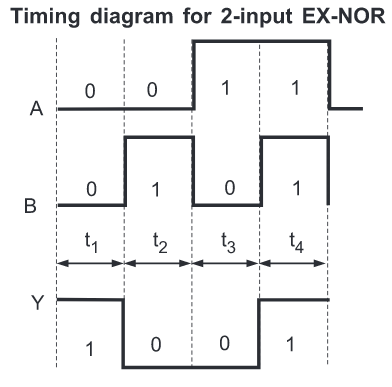 Timing diagram for 2-input EX-NOR
A 0 0 1 1
B 0 1 0 1
t1 t2 t3 t4
Y 1 0 0 1